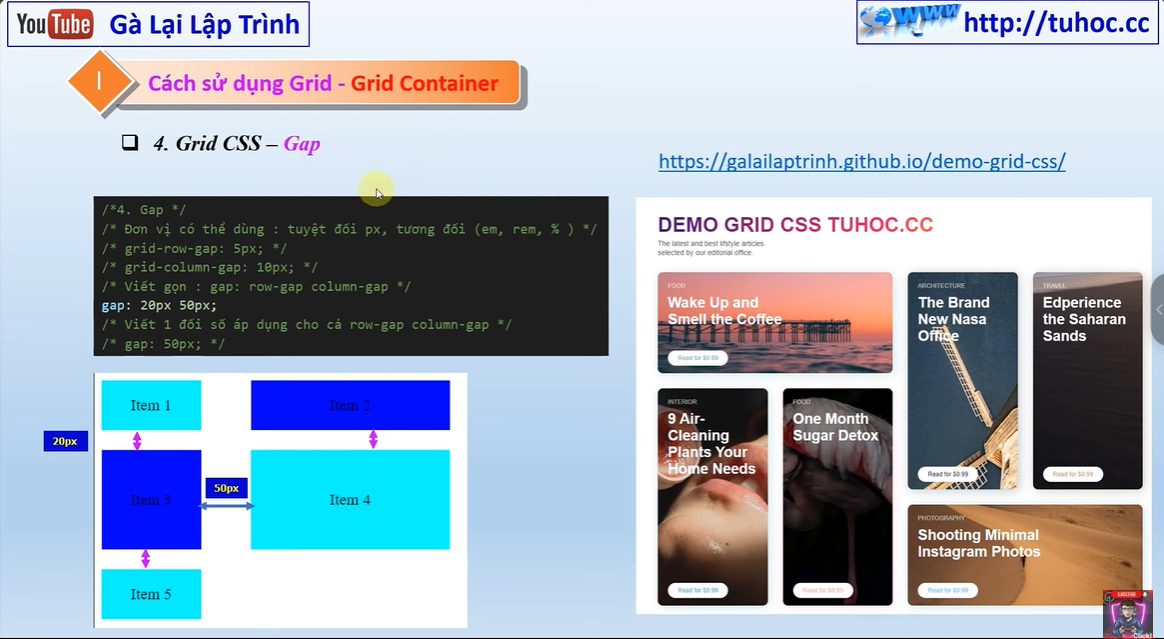 YouTube Gà Lại Lập Trình
WWW http://tuhoc.cc
I Cách sử dụng Grid - Grid Container
4. Grid CSS – Gap
https://galailaptrinh.github.io/demo-grid-css/
/*4. Gap */
/* Đơn vị có thể dùng : tuyệt đối px, tương đối (em, rem, % ) */
/* grid-row-gap: 5px; */
/* grid-column-gap: 10px; */
/* Viết gọn : gap: row-gap column-gap */
gap: 20px 50px;
/* Viết 1 đối số áp dụng cho cả row-gap column-gap */
/* gap: 50px; */
Item 1
Item 2
20px
Item 3
50px
Item 4
Item 5
DEMO GRID CSS TUHOC.CC
The latest and best lifstyle articles
selected by our editorial office.
FOOD
Wake Up and
Smell the Coffee
Read for $0.99
ARCHITECTURE
The Brand
New Nasa
Office
Read for $0.99
TRAVEL
Edperience
the Saharan
Sands
Read for $0.99
INTERIOR
9 Air-
Cleaning
Plants Your
Home Needs
Read for $0.99
FOOD
One Month
Sugar Detox
Read for $0.99
PHOTOGRAPHY
Shooting Minimal
Instagram Photos
Read for $0.99
SUBSCRIBE